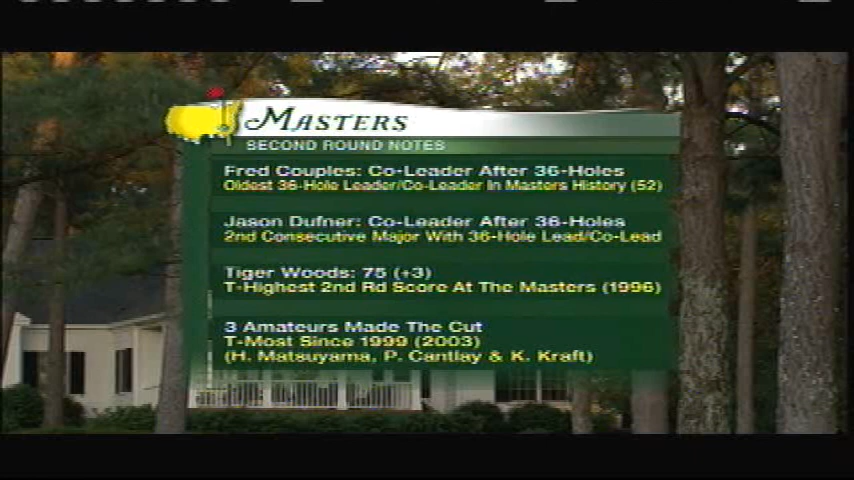 MASTERS
SECOND ROUND NOTES
Fred Couples: Co-Leader After 36-Holes
Oldest 36-Hole Leader/Co-Leader In Masters History (52)
Jason Dufner: Co-Leader After 36-Holes
2nd Consecutive Major With 36-Hole Lead/Co-Lead
Tiger Woods: 75 (+3)
T-Highest 2nd Rd Score At The Masters (1996)
3 Amateurs Made The Cut
T-Most Since 1999 (2003)
(H. Matsuyama, P. Cantlay & K. Kraft)